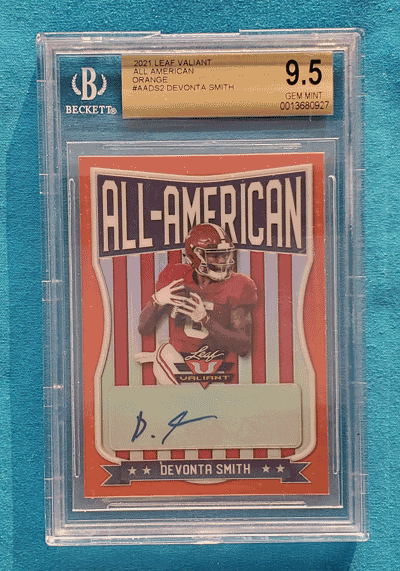 2021 LEAF VALIANT
ALL AMERICAN
ORANGE
#AADS2 DEVONTA SMITH
9.5
GEM MINT
0013680927
B
BECKETT®
ALL-AMERICAN
Leaf
VALIANT
DEVONTA SMITH